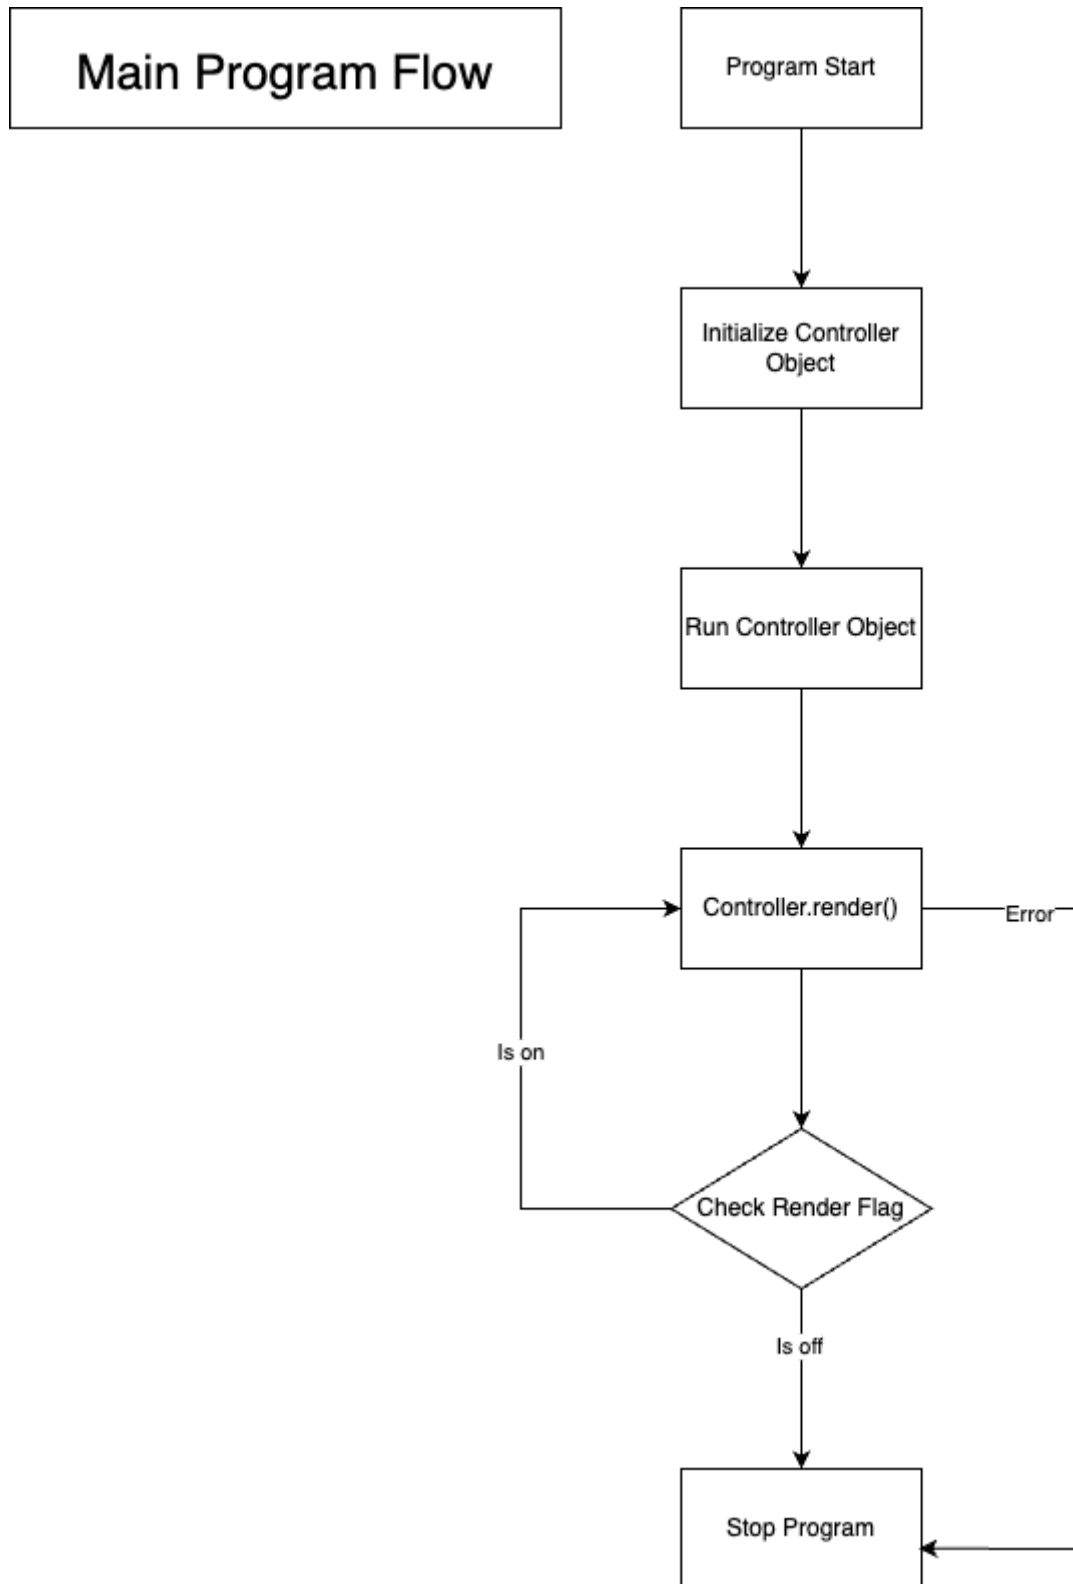 Main Program Flow
Program Start
Initialize Controller
Object
Run Controller Object
Controller.render()
Error
Is on
Check Render Flag
Is off
Stop Program